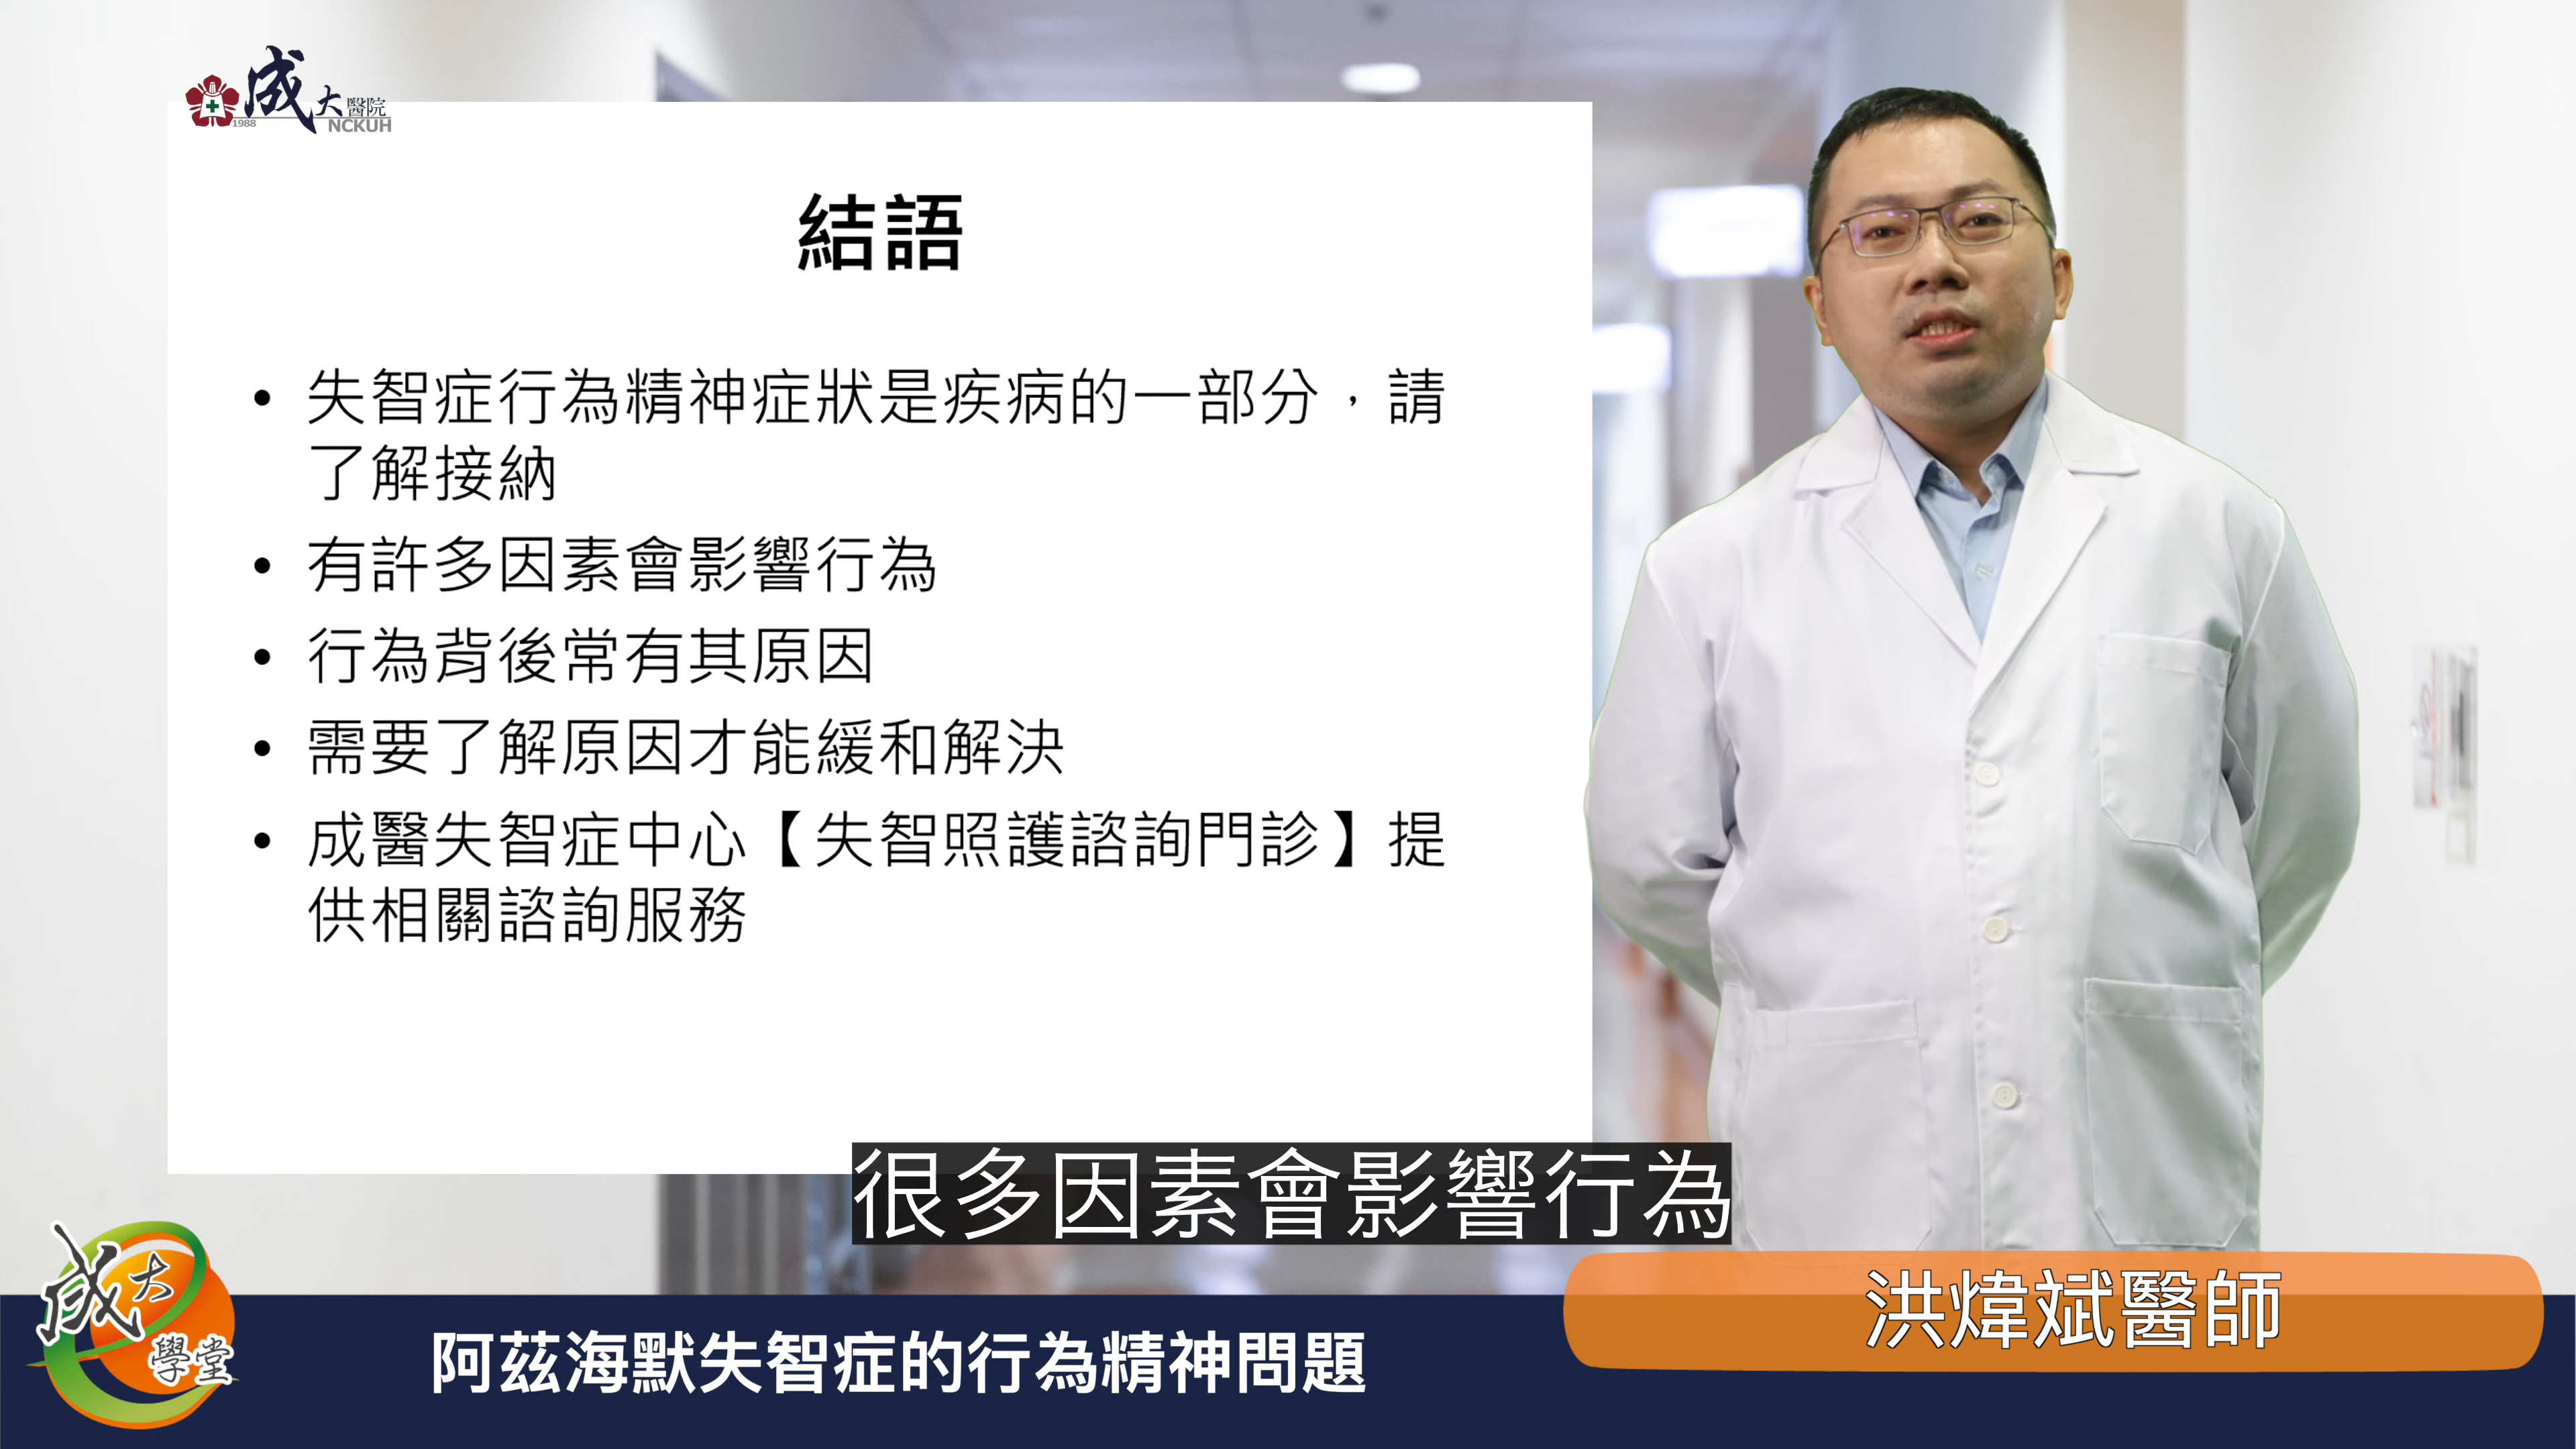 成大醫院
1988 NCKUH
結語
• 失智症行為精神症狀是疾病的一部分，請
了解接納
• 有許多因素會影響行為
• 行為背後常有其原因
• 需要了解原因才能緩和解決
• 成醫失智症中心【失智照護諮詢門診】提
供相關諮詢服務
很多因素會影響行為
洪煒斌醫師
成大
學堂
阿茲海默失智症的行為精神問題